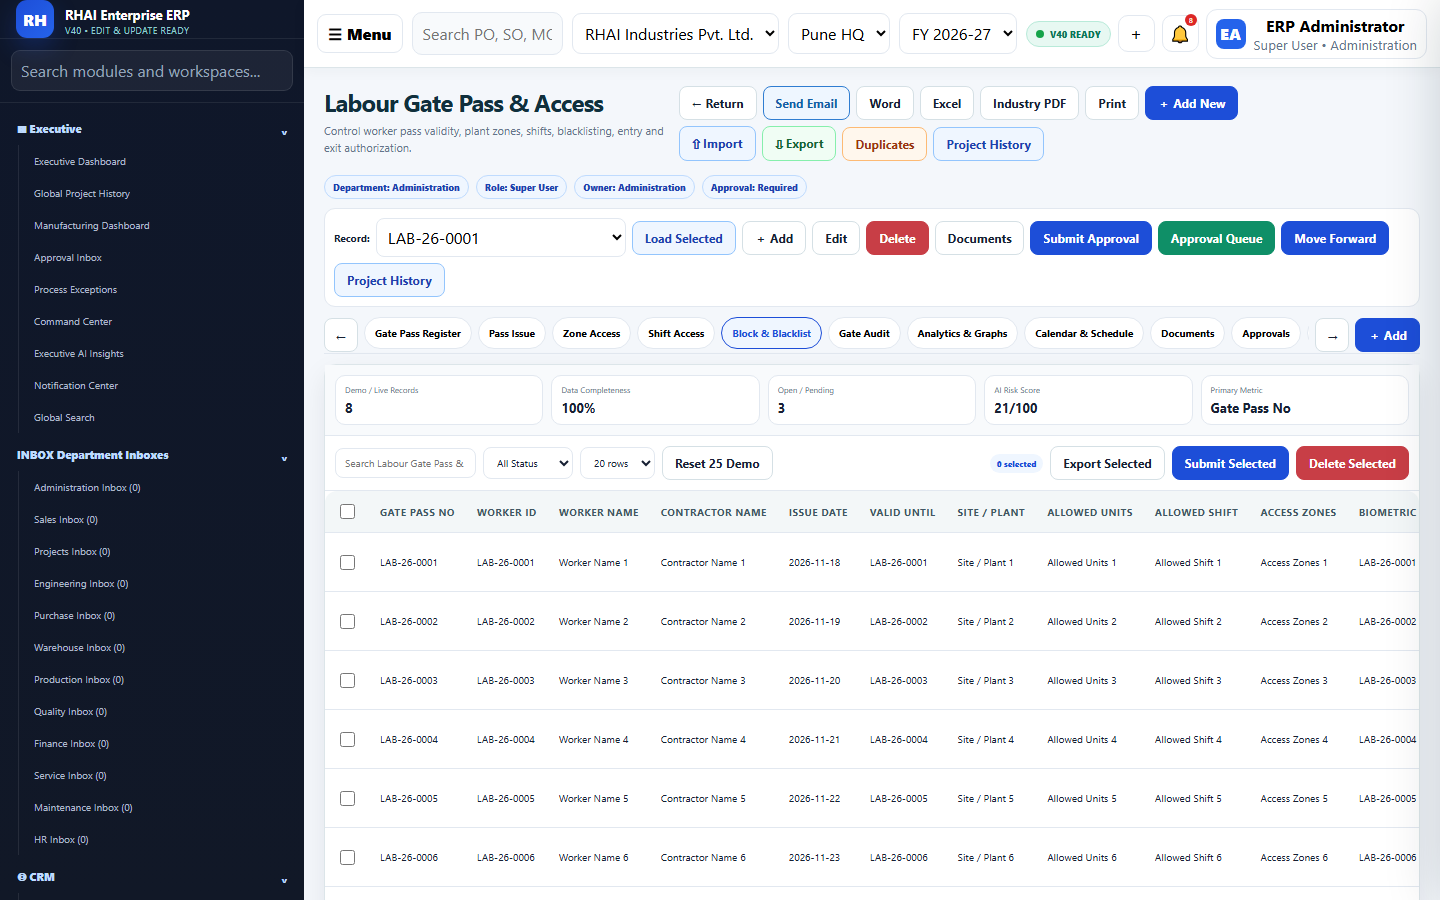 RH
RHAI Enterprise ERP
V40 • EDIT & UPDATE READY
Search modules and workspaces...
Executive
Executive Dashboard
Global Project History
Manufacturing Dashboard
Approval Inbox
Process Exceptions
Command Center
Executive AI Insights
Notification Center
Global Search
INBOX Department Inboxes
Administration Inbox (0)
Sales Inbox (0)
Projects Inbox (0)
Engineering Inbox (0)
Purchase Inbox (0)
Warehouse Inbox (0)
Production Inbox (0)
Quality Inbox (0)
Finance Inbox (0)
Service Inbox (0)
Maintenance Inbox (0)
HR Inbox (0)
CRM
☰ Menu
Search PO, SO, MO
RHAI Industries Pvt. Ltd.
Pune HQ
FY 2026-27
V40 READY
+
8
EA
ERP Administrator
Super User • Administration
Labour Gate Pass & Access
Control worker pass validity, plant zones, shifts, blacklisting, entry and
exit authorization.
← Return
Send Email
Word
Excel
Industry PDF
Print
+ Add New
⇧ Import
⇩ Export
Duplicates
Project History
Department: Administration
Role: Super User
Owner: Administration
Approval: Required
Record:
LAB-26-0001
Load Selected
+ Add
Edit
Delete
Documents
Submit Approval
Approval Queue
Move Forward
Project History
←
Gate Pass Register
Pass Issue
Zone Access
Shift Access
Block & Blacklist
Gate Audit
Analytics & Graphs
Calendar & Schedule
Documents
Approvals
→
+ Add
Demo / Live Records
8
Data Completeness
100%
Open / Pending
3
AI Risk Score
21/100
Primary Metric
Gate Pass No
Search Labour Gate Pass &
All Status
20 rows
Reset 25 Demo
0 selected
Export Selected
Submit Selected
Delete Selected
GATE PASS NO WORKER ID WORKER NAME CONTRACTOR NAME ISSUE DATE VALID UNTIL SITE / PLANT ALLOWED UNITS ALLOWED SHIFT ACCESS ZONES BIOMETRIC
LAB-26-0001 LAB-26-0001 Worker Name 1 Contractor Name 1 2026-11-18 LAB-26-0001 Site / Plant 1 Allowed Units 1 Allowed Shift 1 Access Zones 1 LAB-26-0001
LAB-26-0002 LAB-26-0002 Worker Name 2 Contractor Name 2 2026-11-19 LAB-26-0002 Site / Plant 2 Allowed Units 2 Allowed Shift 2 Access Zones 2 LAB-26-0002
LAB-26-0003 LAB-26-0003 Worker Name 3 Contractor Name 3 2026-11-20 LAB-26-0003 Site / Plant 3 Allowed Units 3 Allowed Shift 3 Access Zones 3 LAB-26-0003
LAB-26-0004 LAB-26-0004 Worker Name 4 Contractor Name 4 2026-11-21 LAB-26-0004 Site / Plant 4 Allowed Units 4 Allowed Shift 4 Access Zones 4 LAB-26-0004
LAB-26-0005 LAB-26-0005 Worker Name 5 Contractor Name 5 2026-11-22 LAB-26-0005 Site / Plant 5 Allowed Units 5 Allowed Shift 5 Access Zones 5 LAB-26-0005
LAB-26-0006 LAB-26-0006 Worker Name 6 Contractor Name 6 2026-11-23 LAB-26-0006 Site / Plant 6 Allowed Units 6 Allowed Shift 6 Access Zones 6 LAB-26-0006